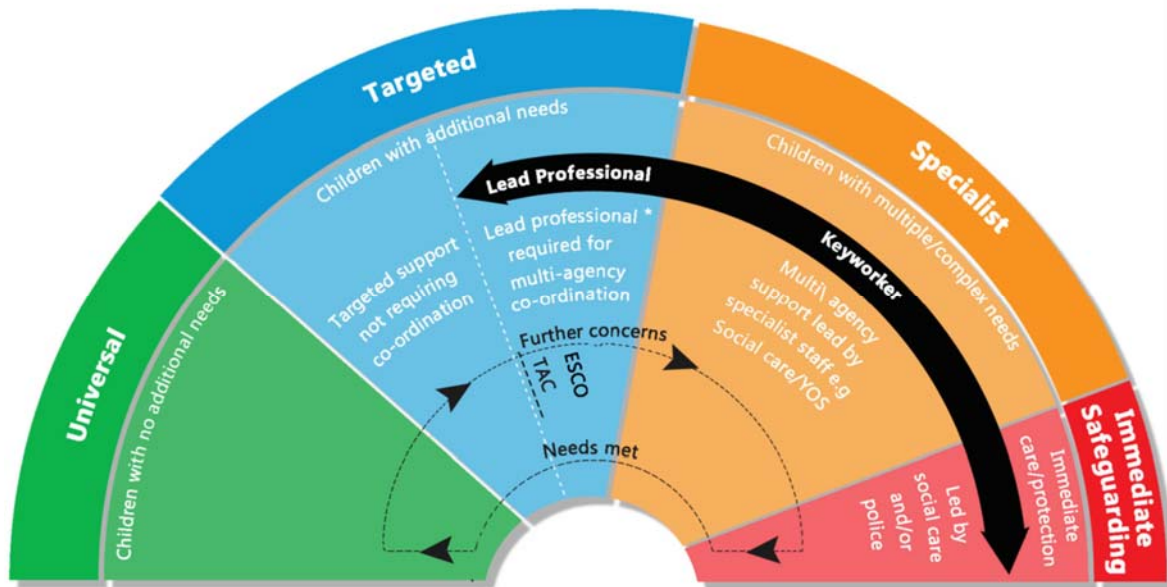 Universal
Children with no additional needs
Targeted
Children with additional needs
Targeted support
not requiring
co-ordination
Lead Professional
Lead professional *
required for
multi-agency
co-ordination
Further concerns
TAC
ESCO
Needs met
Specialist
Children with multiple/complex needs
Keyworker
Multi\ agency
support lead by
specialist staff e.g
Social care/YOS
Immediate
Safeguarding
Immediate
care/protection
Led by
social care
and/or
police